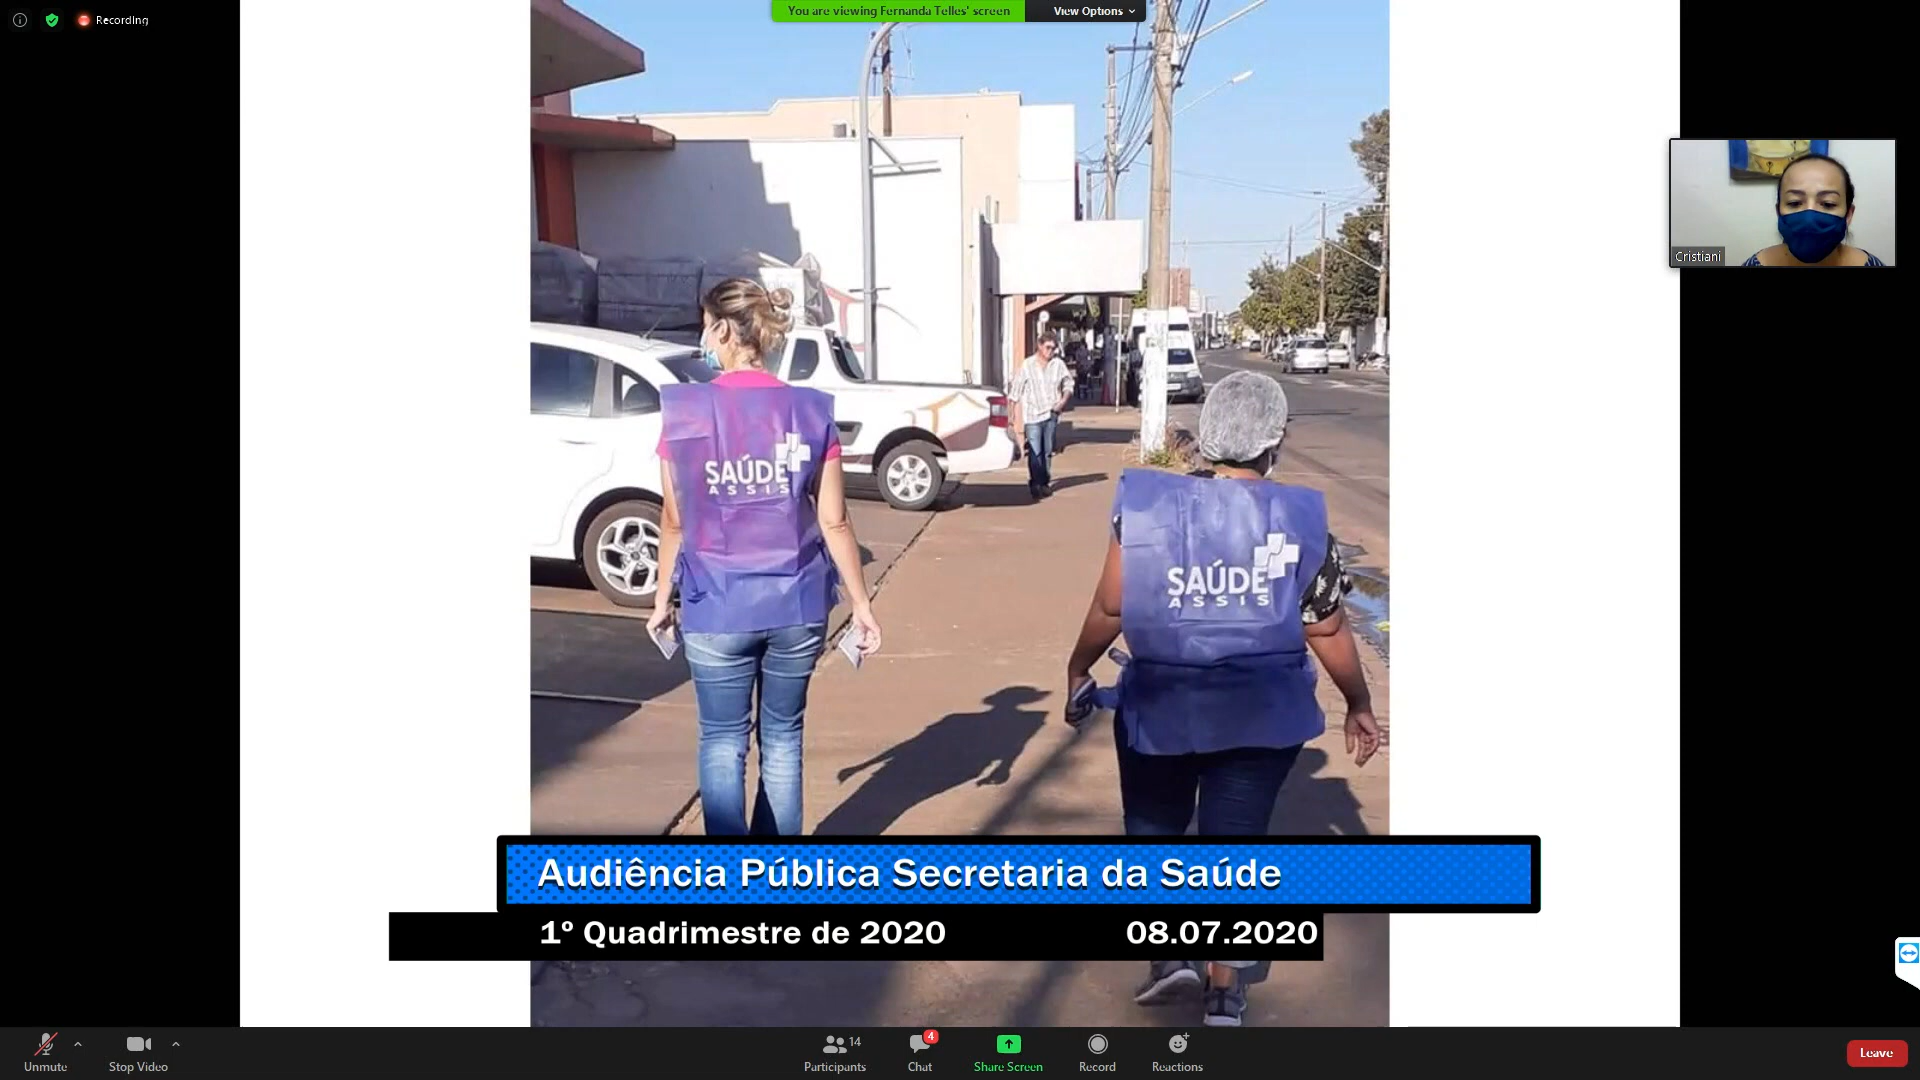 Recording
You are viewing Fernanda Telles' screen
View Options
Cristiani
SAÚDE
ASSIS
SAÚDE
ASSIS
Audiência Pública Secretaria da Saúde
1º Quadrimestre de 2020
08.07.2020
Unmute
Stop Video
14
Participants
4
Chat
Share Screen
Record
Reactions
Leave